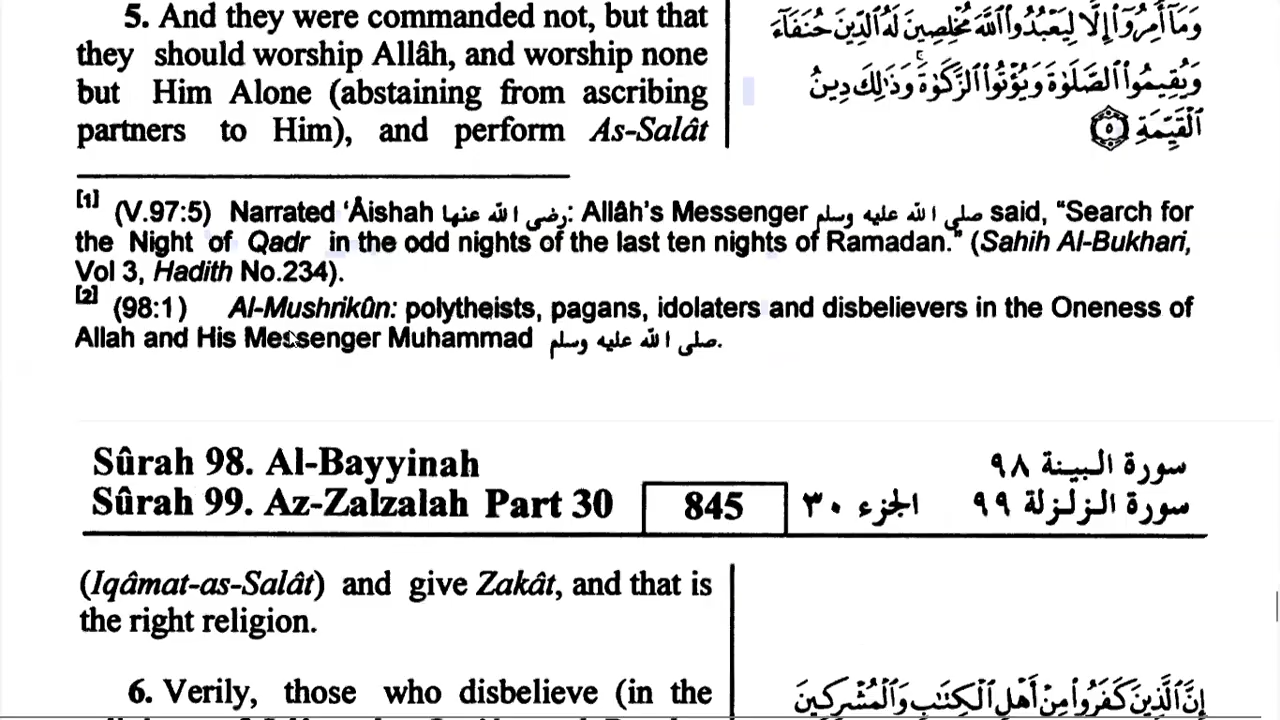 5. And they were commanded not, but that
they should worship Allâh, and worship none
but Him Alone (abstaining from ascribing
partners to Him), and perform As-Salât
وَمَآ أُمِرُوٓا۟ إِلَّا لِيَعْبُدُوا۟ ٱللَّهَ مُخْلِصِينَ لَهُ ٱلدِّينَ حُنَفَآءَ
وَيُقِيمُوا۟ ٱلصَّلَوٰةَ وَيُؤْتُوا۟ ٱلزَّكَوٰةَ ۚ وَذَٰلِكَ دِينُ
ٱلْقَيِّمَةِ ٥
[1] (V.97:5) Narrated ‘Âishah رضي الله عنها: Allâh’s Messenger صلى الله عليه وسلم said, “Search for
the Night of Qadr in the odd nights of the last ten nights of Ramadan.” (Sahih Al-Bukhari,
Vol 3, Hadith No.234).
[2] (98:1) Al-Mushrikûn: polytheists, pagans, idolaters and disbelievers in the Oneness of
Allah and His Messenger Muhammad صلى الله عليه وسلم.
Sûrah 98. Al-Bayyinah
سورة البينة ٩٨
Sûrah 99. Az-Zalzalah Part 30 845 الجزء ٣٠ سورة الزلزلة ٩٩
(Iqâmat-as-Salât) and give Zakât, and that is
the right religion.
6. Verily, those who disbelieve (in the
إِنَّ ٱلَّذِينَ كَفَرُوا۟ مِنْ أَهْلِ ٱلْكِتَٰبِ وَٱلْمُشْرِكِينَ